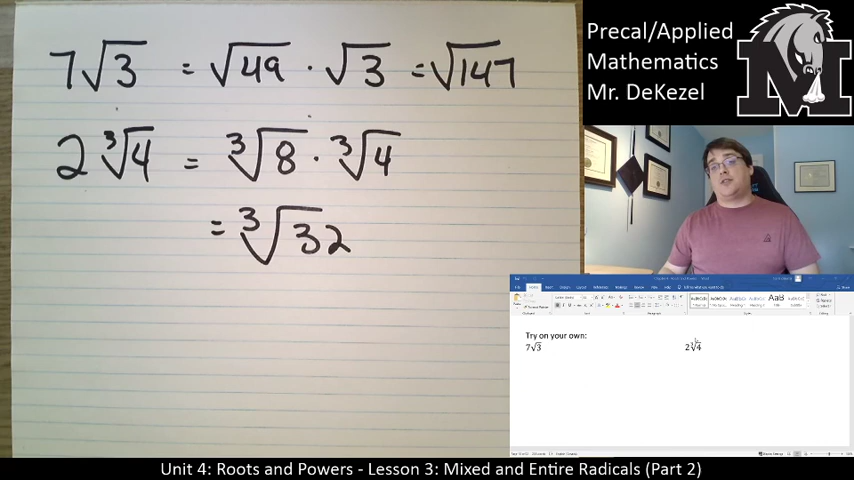 7√3 = √49 · √3 = √147
2∛4 = ∛8 · ∛4
= ∛32
Precal/Applied
Mathematics
Mr. DeKezel
M
Try on your own:
7√3 2∛4
Unit 4: Roots and Powers - Lesson 3: Mixed and Entire Radicals (Part 2)